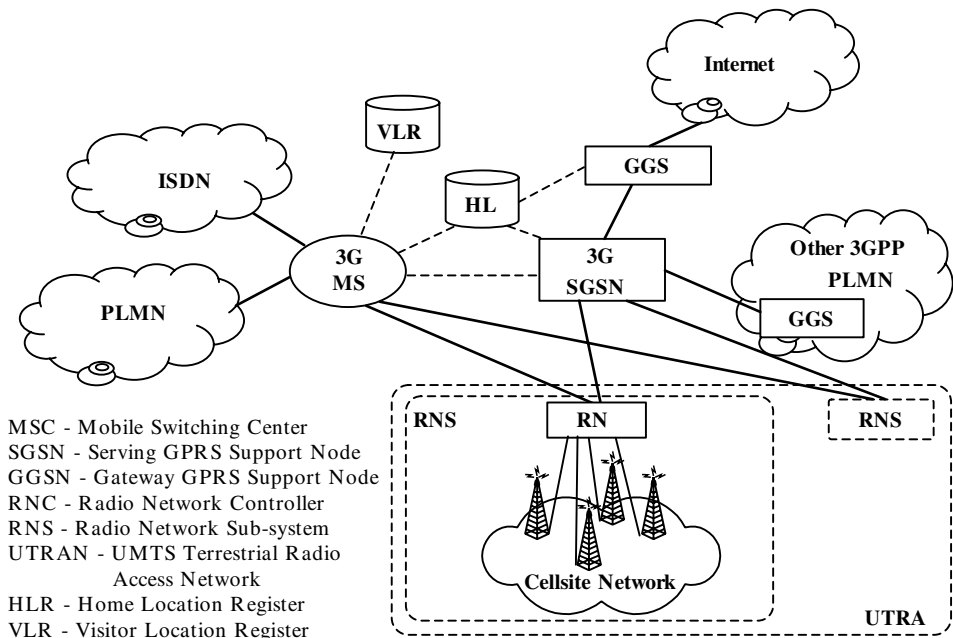 Internet
VLR
ISDN
GGS
HL
3G
MS
3G
SGSN
Other 3GPP
PLMN
GGS
PLMN
RNS
RN
RNS
Cellsite Network
UTRA
MSC - Mobile Switching Center
SGSN - Serving GPRS Support Node
GGSN - Gateway GPRS Support Node
RNC - Radio Network Controller
RNS - Radio Network Sub-system
UTRAN - UMTS Terrestrial Radio
Access Network
HLR - Home Location Register
VLR - Visitor Location Register